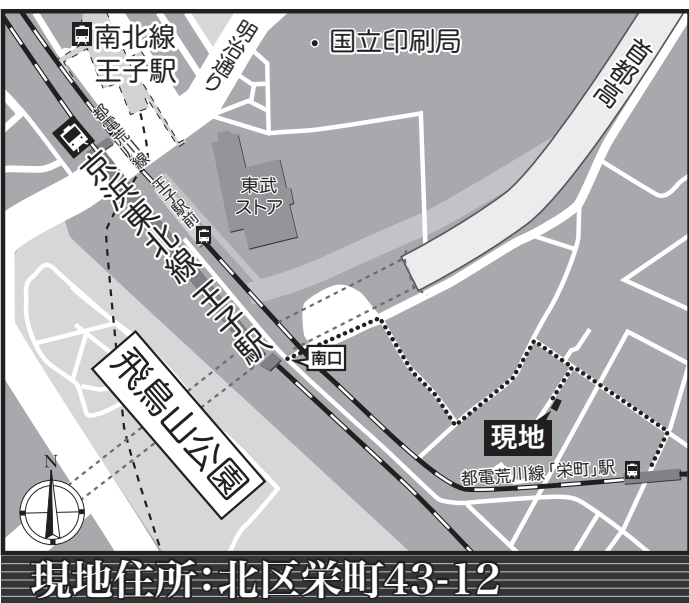 南北線
王子駅
明治通り
・国立印刷局
首都高
都電荒川線
王子駅前
東武
ストア
京浜東北線 王子駅
南口
飛鳥山公園
現地
都電荒川線「栄町」駅
N
現地住所:北区栄町43-12